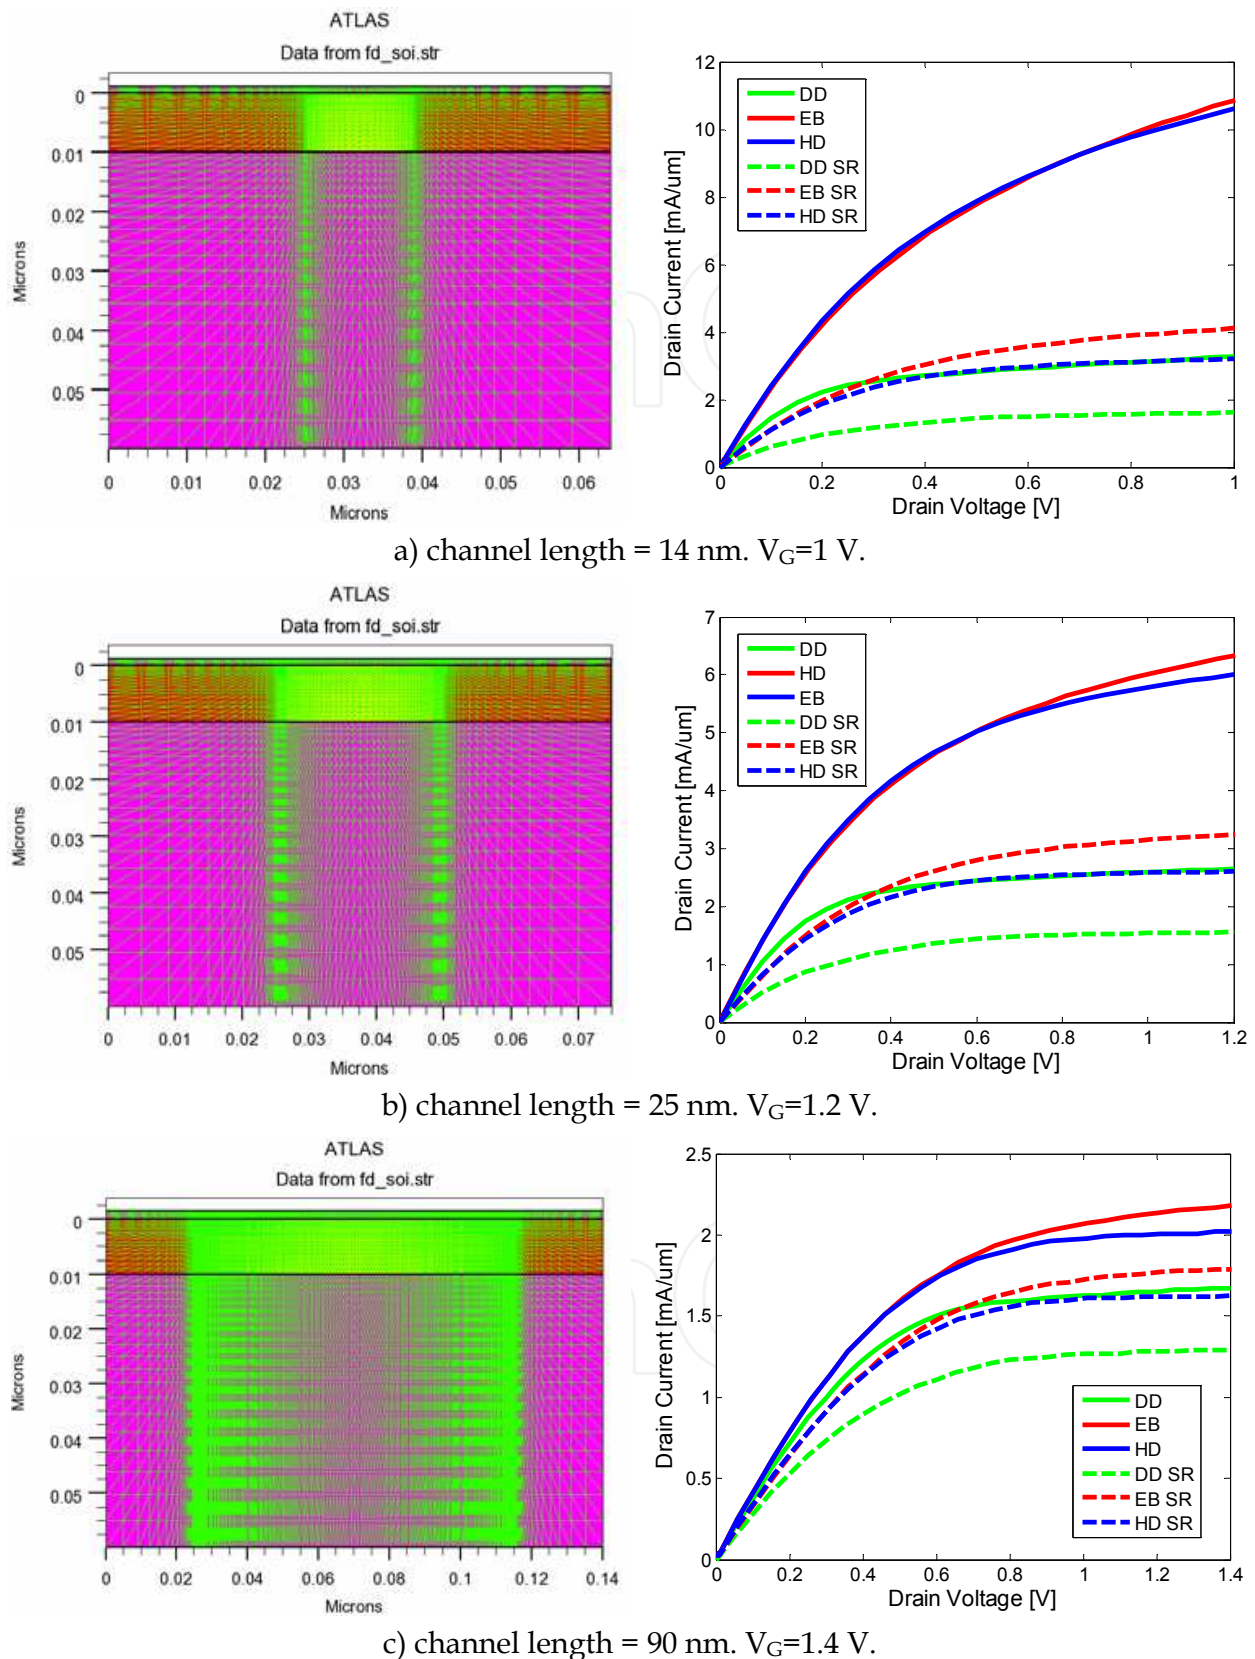 ATLAS
Data from fd_soi.str
0
0.01
0.02
0.03
0.04
0.05
Microns
0 0.01 0.02 0.03 0.04 0.05 0.06
Microns
12
10
8
6
4
2
0
Drain Current [mA/um]
DD
EB
HD
DD SR
EB SR
HD SR
0.2 0.4 0.6 0.8 1
Drain Voltage [V]
a) channel length = 14 nm. VG=1 V.
ATLAS
Data from fd_soi.str
0
0.01
0.02
0.03
0.04
0.05
Microns
0 0.01 0.02 0.03 0.04 0.05 0.06 0.07
Microns
7
6
5
4
3
2
1
0
Drain Current [mA/um]
DD
HD
EB
DD SR
EB SR
HD SR
0 0.2 0.4 0.6 0.8 1 1.2
Drain Voltage [V]
b) channel length = 25 nm. VG=1.2 V.
ATLAS
Data from fd_soi.str
0
0.01
0.02
0.03
0.04
0.05
Microns
0 0.02 0.04 0.06 0.08 0.1 0.12 0.14
Microns
2.5
2
1.5
1
0.5
0
Drain Current [mA/um]
DD
EB
HD
DD SR
EB SR
HD SR
0 0.2 0.4 0.6 0.8 1 1.2 1.4
Drain Voltage [V]
c) channel length = 90 nm. VG=1.4 V.